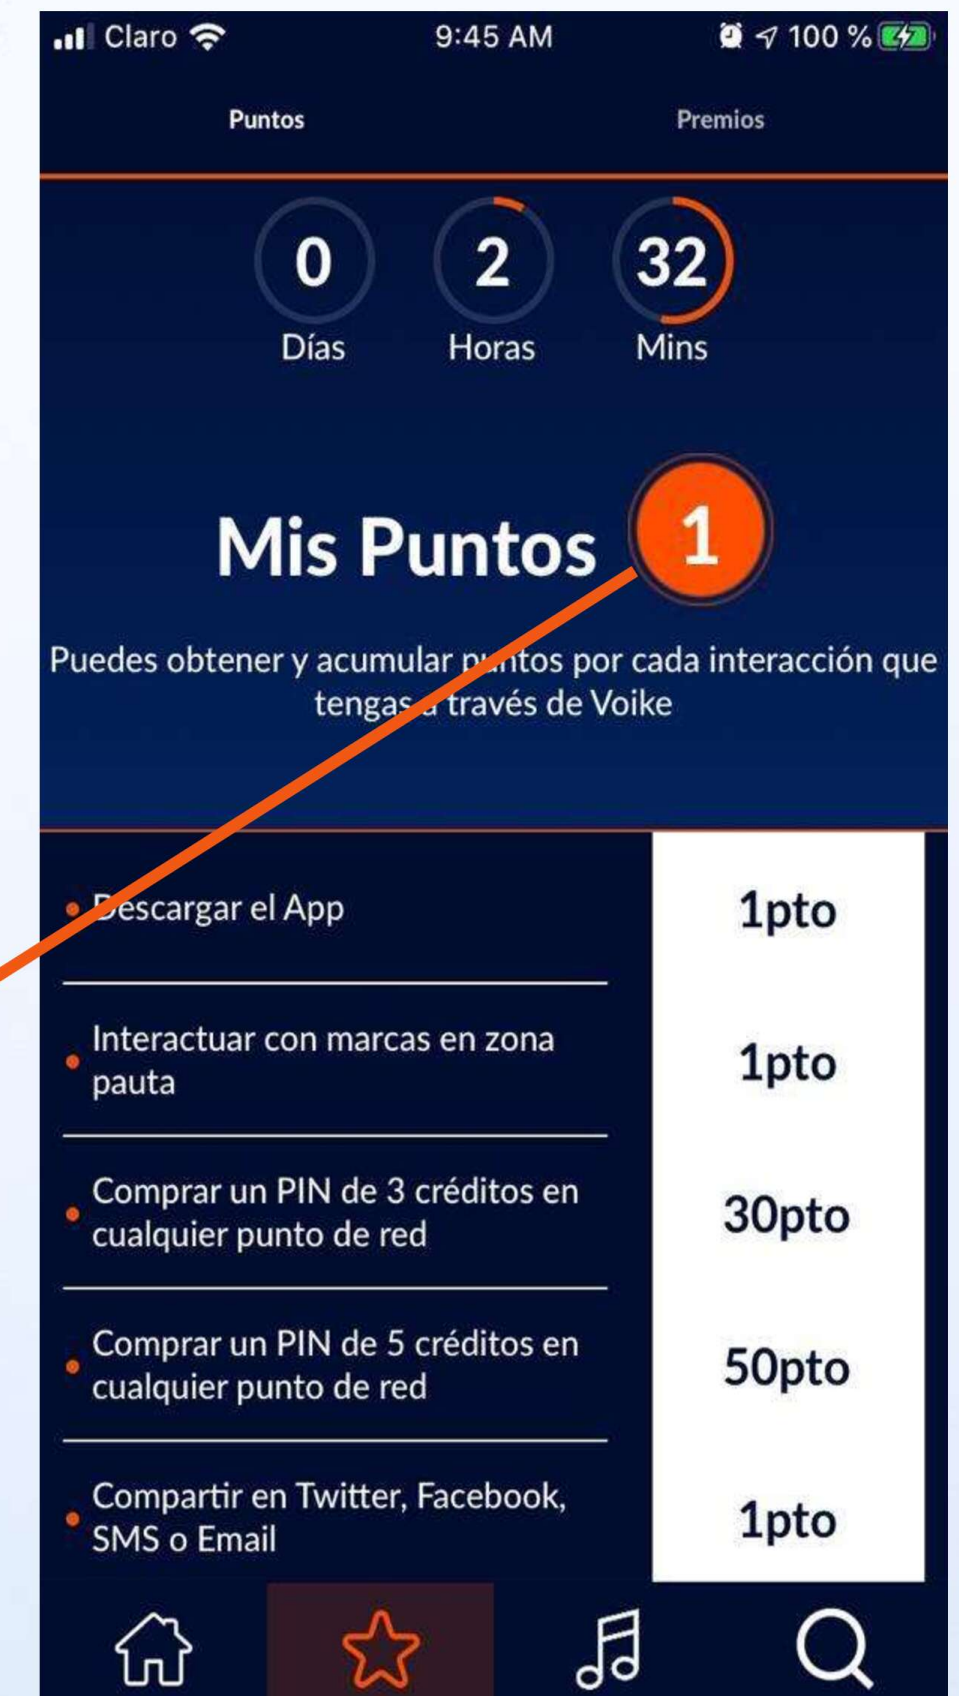 Claro 9:45 AM 100 %
Puntos Premios
0 2 32
Días Horas Mins
Mis Puntos 1
Puedes obtener y acumular puntos por cada interacción que
tengas a través de Voike
Descargar el App 1pto
Interactuar con marcas en zona
pauta 1pto
Comprar un PIN de 3 créditos en
cualquier punto de red 30pto
Comprar un PIN de 5 créditos en
cualquier punto de red 50pto
Compartir en Twitter, Facebook,
SMS o Email 1pto